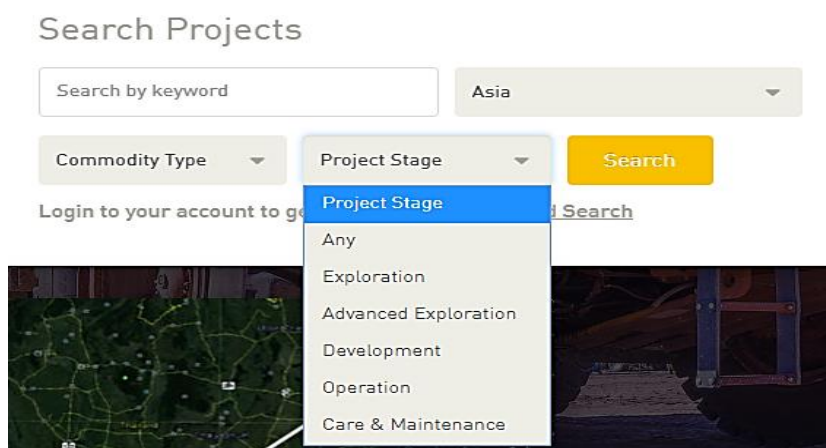 Search Projects
Search by keyword
Asia
Commodity Type
Project Stage
Search
Project Stage
Login to your account to g
Search
Any
Exploration
Advanced Exploration
Development
Operation
Care & Maintenance